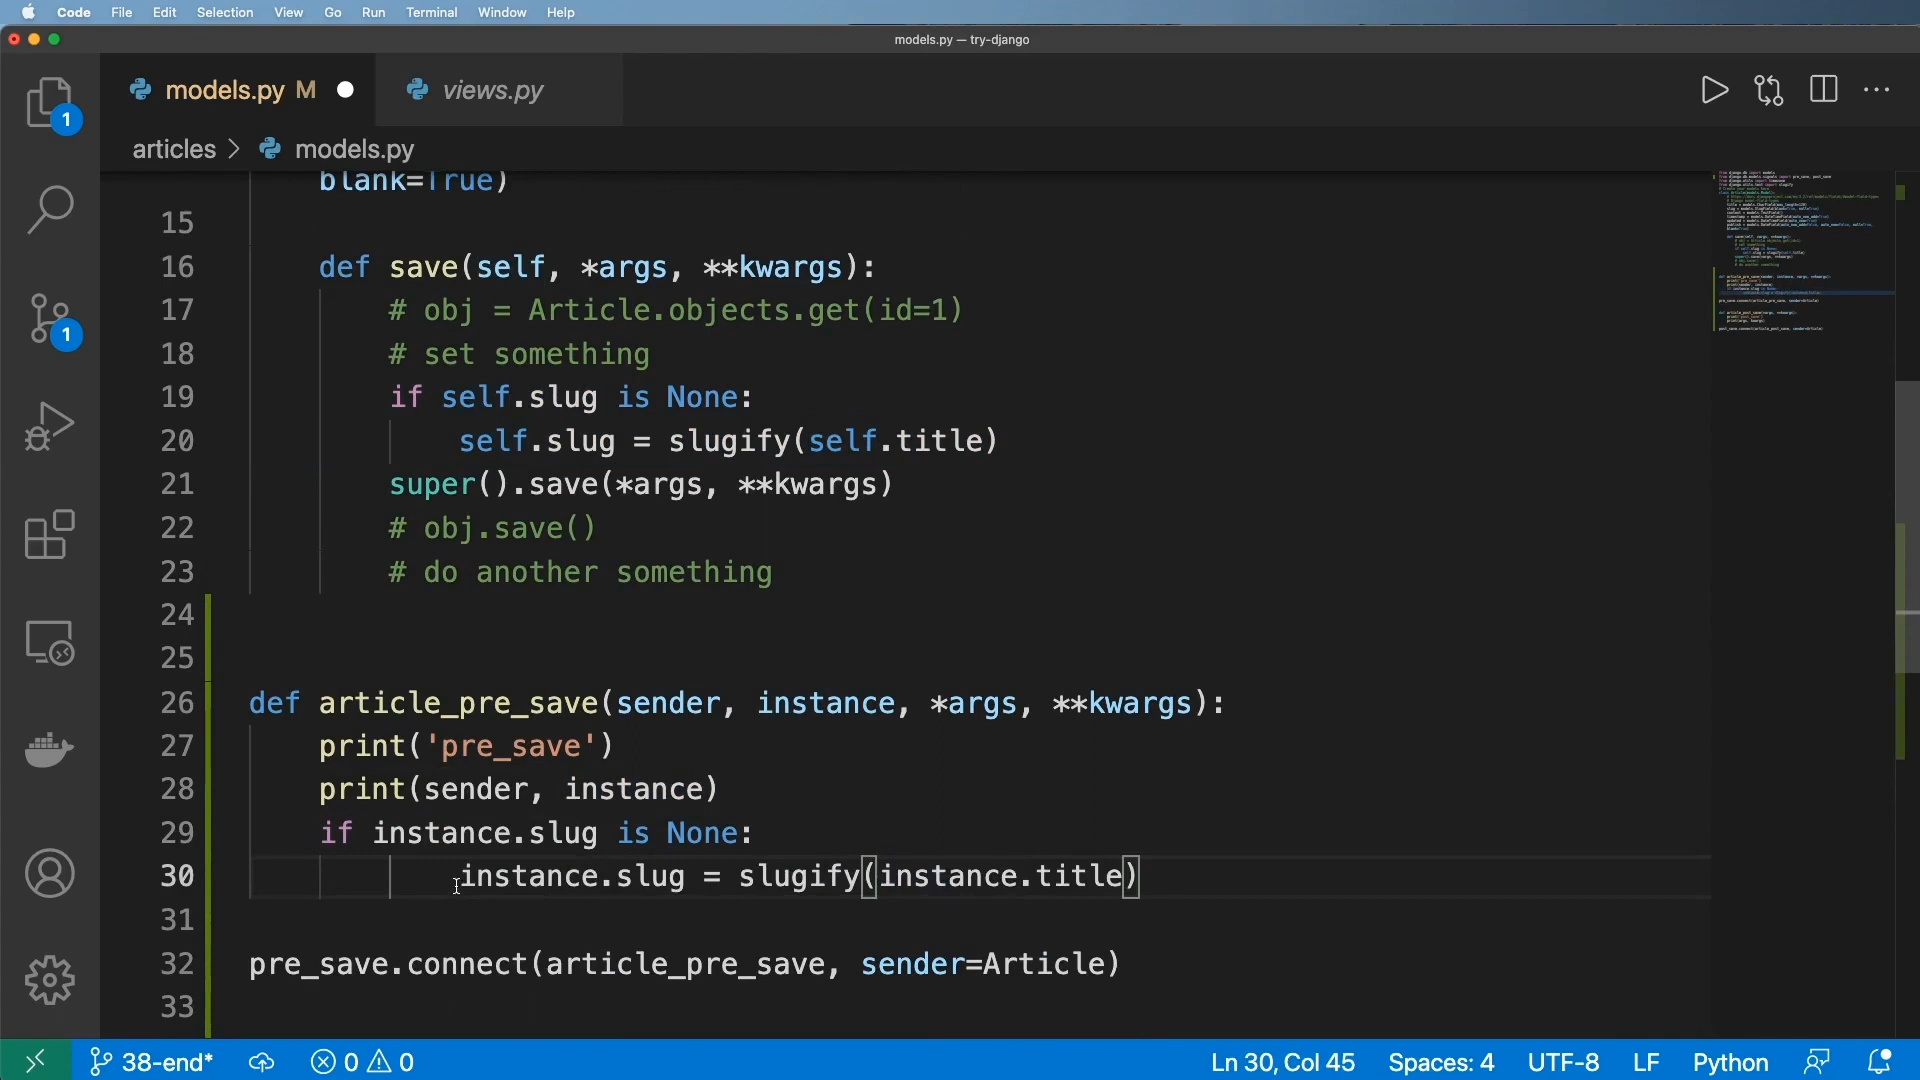 Code File Edit Selection View Go Run Terminal Window Help
models.py — try-django
models.py M views.py
articles > models.py
1
1
blank=True)
15
16 def save(self, *args, **kwargs):
17 # obj = Article.objects.get(id=1)
18 # set something
19 if self.slug is None:
20 self.slug = slugify(self.title)
21 super().save(*args, **kwargs)
22 # obj.save()
23 # do another something
24
25
26 def article_pre_save(sender, instance, *args, **kwargs):
27 print('pre_save')
28 print(sender, instance)
29 if instance.slug is None:
30 instance.slug = slugify(instance.title)
31
32 pre_save.connect(article_pre_save, sender=Article)
33
38-end* 0 0 Ln 30, Col 45 Spaces: 4 UTF-8 LF Python